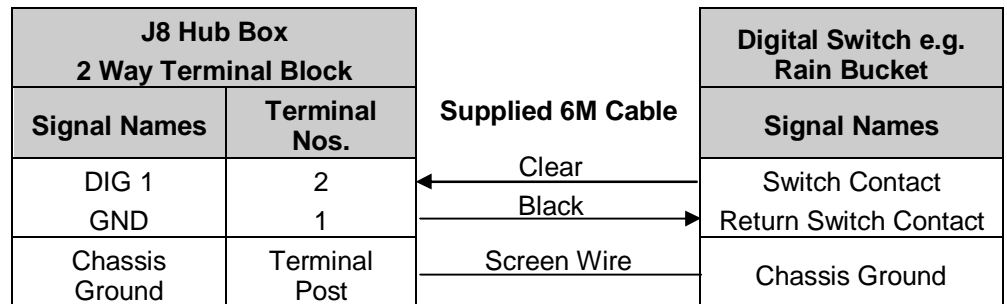 J8 Hub Box
2 Way Terminal Block
Signal Names
Terminal
Nos.
DIG 1
2
GND
1
Chassis
Ground
Terminal
Post
Supplied 6M Cable
Clear
Black
Screen Wire
Digital Switch e.g.
Rain Bucket
Signal Names
Switch Contact
Return Switch Contact
Chassis Ground